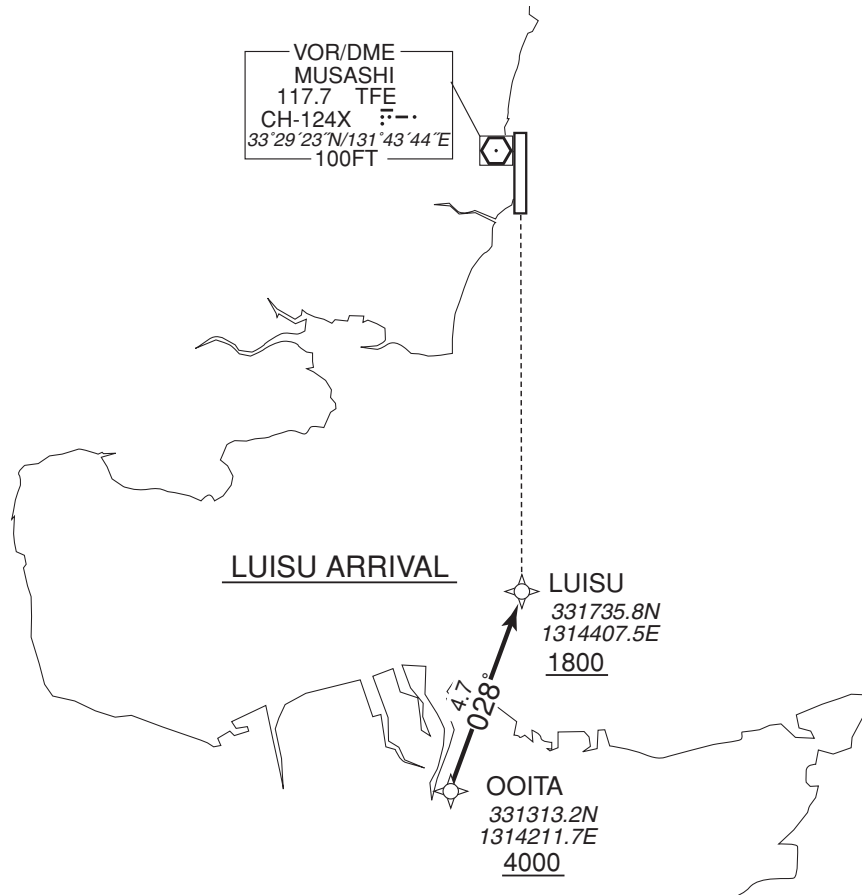 VOR/DME
MUSASHI
117.7 TFE
CH-124X
33°29´23˝N/131°43´44˝E
100FT
LUISU ARRIVAL
LUISU
331735.8N
1314407.5E
1800
4.7
028°
OOITA
331313.2N
1314211.7E
4000